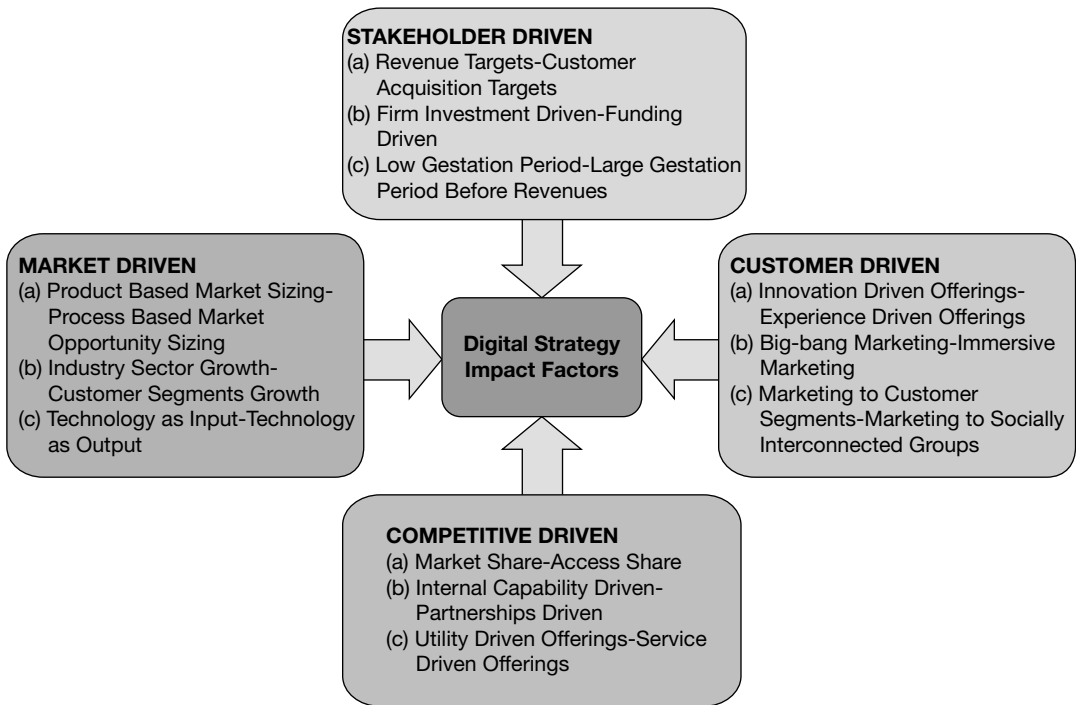 STAKEHOLDER DRIVEN
(a) Revenue Targets-Customer
Acquisition Targets
(b) Firm Investment Driven-Funding
Driven
(c) Low Gestation Period-Large Gestation
Period Before Revenues
MARKET DRIVEN
(a) Product Based Market Sizing-
Process Based Market
Opportunity Sizing
(b) Industry Sector Growth-
Customer Segments Growth
(c) Technology as Input-Technology
as Output
Digital Strategy
Impact Factors
CUSTOMER DRIVEN
(a) Innovation Driven Offerings-
Experience Driven Offerings
(b) Big-bang Marketing-Immersive
Marketing
(c) Marketing to Customer
Segments-Marketing to Socially
Interconnected Groups
COMPETITIVE DRIVEN
(a) Market Share-Access Share
(b) Internal Capability Driven-
Partnerships Driven
(c) Utility Driven Offerings-Service
Driven Offerings